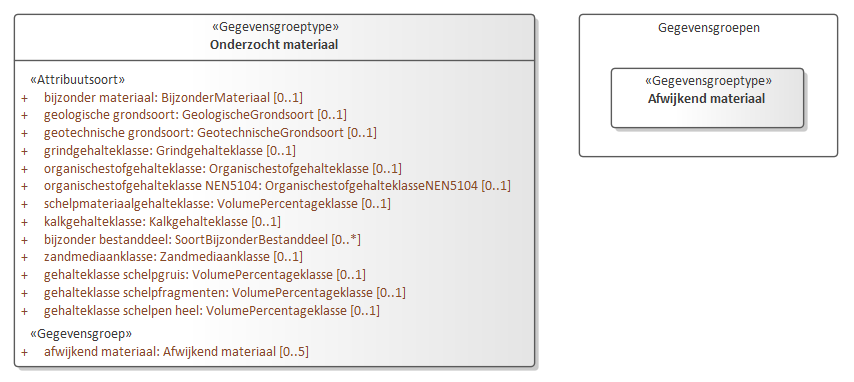 «Gegevensgroeptype»
Onderzocht materiaal
«Attribuutsoort»
+ bijzonder materiaal: BijzonderMateriaal [0..1]
+ geologische grondsoort: GeologischeGrondsoort [0..1]
+ geotechnische grondsoort: GeotechnischeGrondsoort [0..1]
+ grindgehalteklasse: Grindgehalteklasse [0..1]
+ organischestofgehalteklasse: Organischestofgehalteklasse [0..1]
+ organischestofgehalteklasse NEN5104: OrganischestofgehalteklasseNEN5104 [0..1]
+ schelpmateriaalgehalteklasse: VolumePercentageklasse [0..1]
+ kalkgehalteklasse: Kalkgehalteklasse [0..1]
+ bijzonder bestanddeel: SoortBijzonderBestanddeel [0..*]
+ zandmediaanklasse: Zandmediaanklasse [0..1]
+ gehalteklasse schelpgruis: VolumePercentageklasse [0..1]
+ gehalteklasse schelpfragmenten: VolumePercentageklasse [0..1]
+ gehalteklasse schelpen heel: VolumePercentageklasse [0..1]
«Gegevensgroep»
+ afwijkend materiaal: Afwijkend materiaal [0..5]
Gegevensgroepen
«Gegevensgroeptype»
Afwijkend materiaal